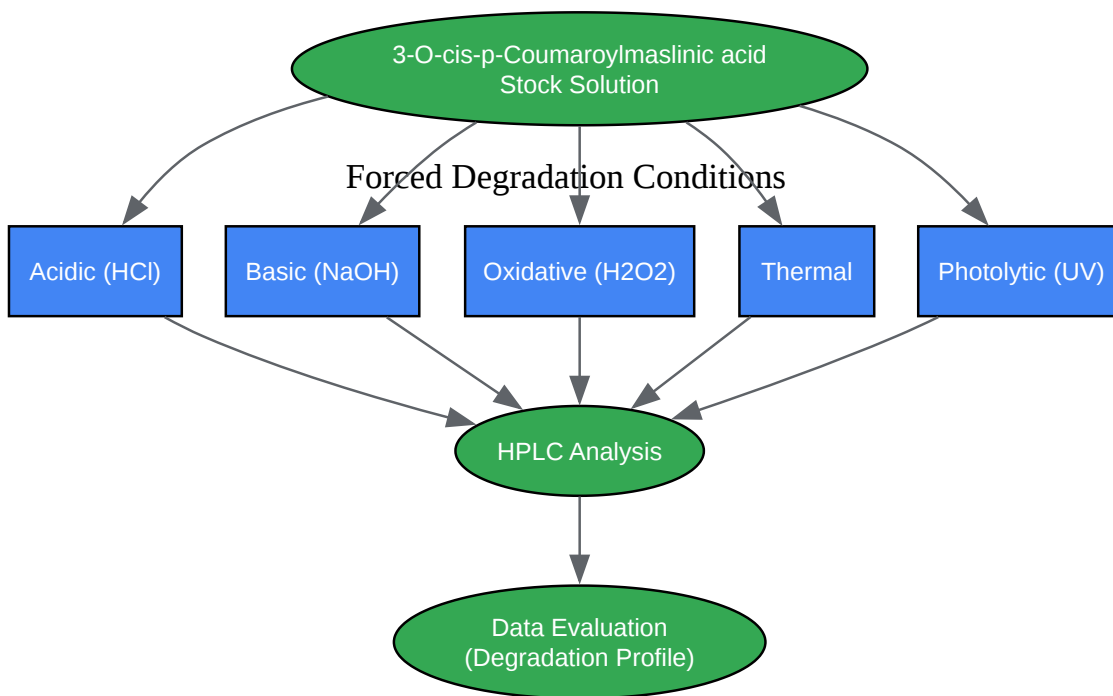 3-O-cis-p-Coumaroylmaslinic acid
Stock Solution
Forced Degradation Conditions
Acidic (HCl)
Basic (NaOH)
Oxidative (H2O2)
Thermal
Photolytic (UV)
HPLC Analysis
Data Evaluation
(Degradation Profile)